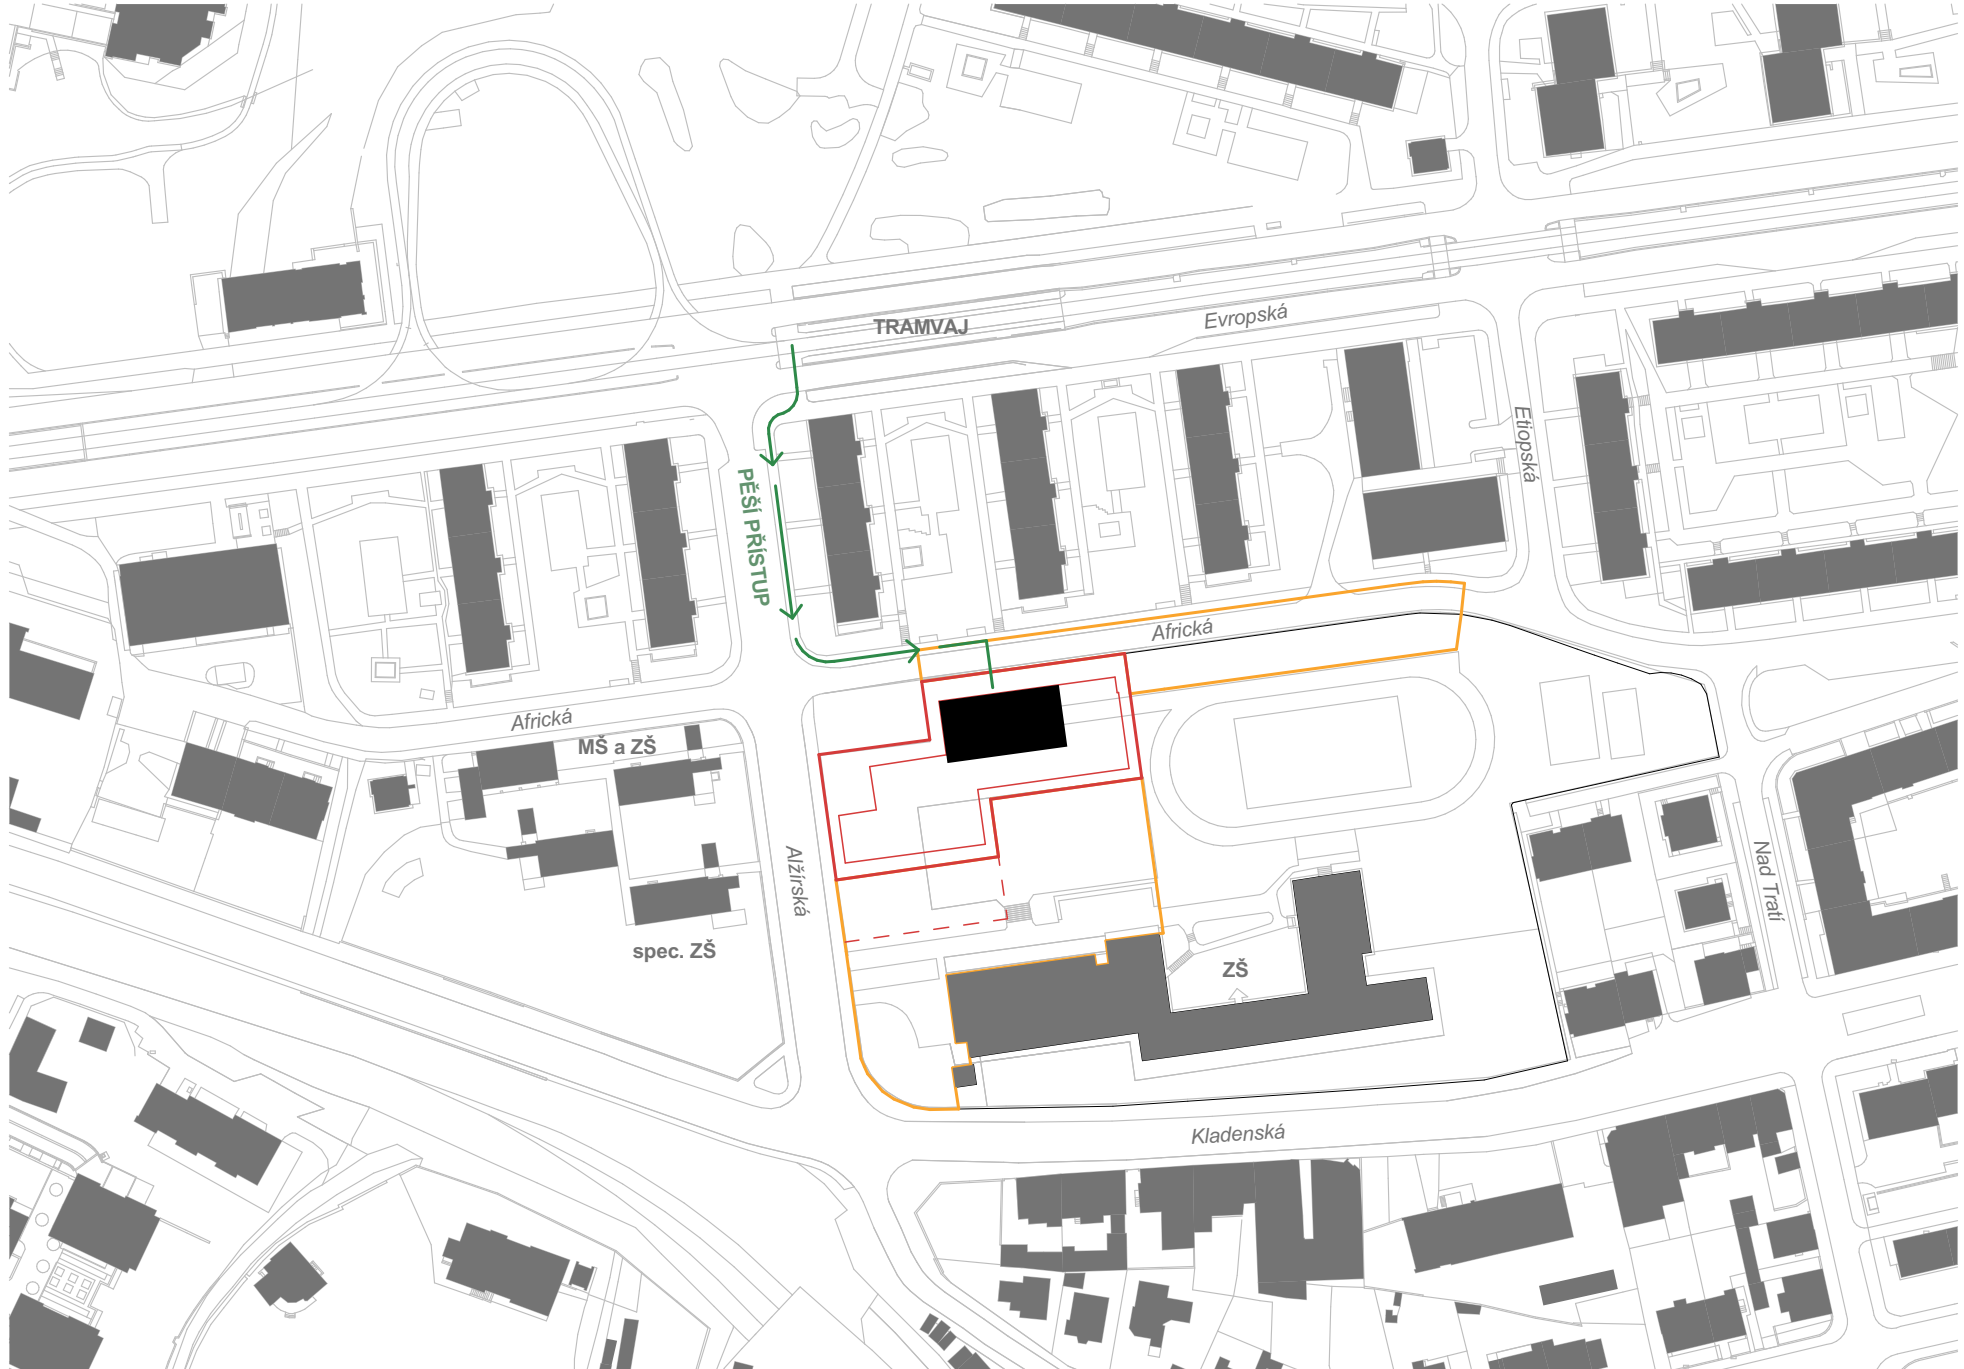 TRAMVAJ
Evropská
Etiopská
PĚŠÍ PŘÍSTUP
Africká
Africká
MŠ a ZŠ
Alžírská
Nad Tratí
spec. ZŠ
ZŠ
Kladenská